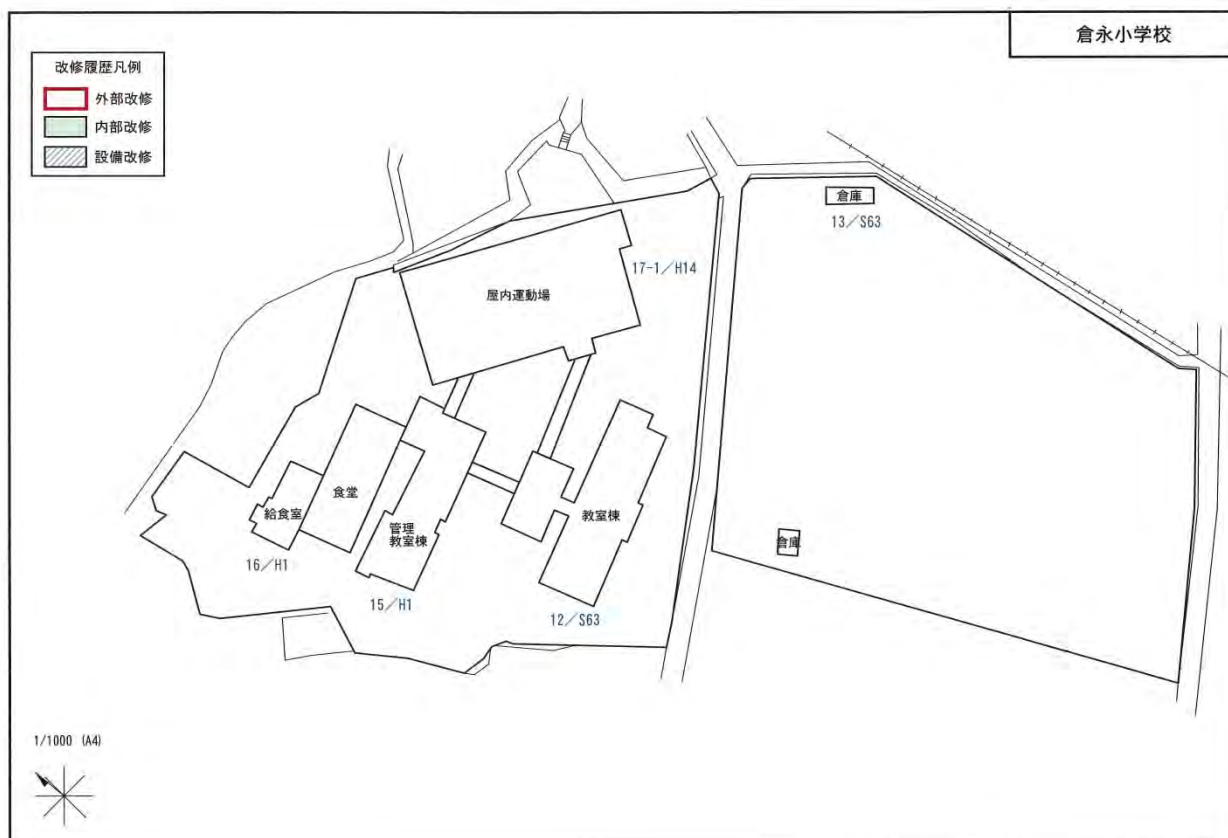 倉永小学校
改修履歴凡例
外部改修
内部改修
設備改修
倉庫
13／S63
17-1／H14
屋内運動場
食堂
給食室
管理
教室棟
教室棟
倉庫
16／H1
15／H1
12／S63
1/1000 (A4)